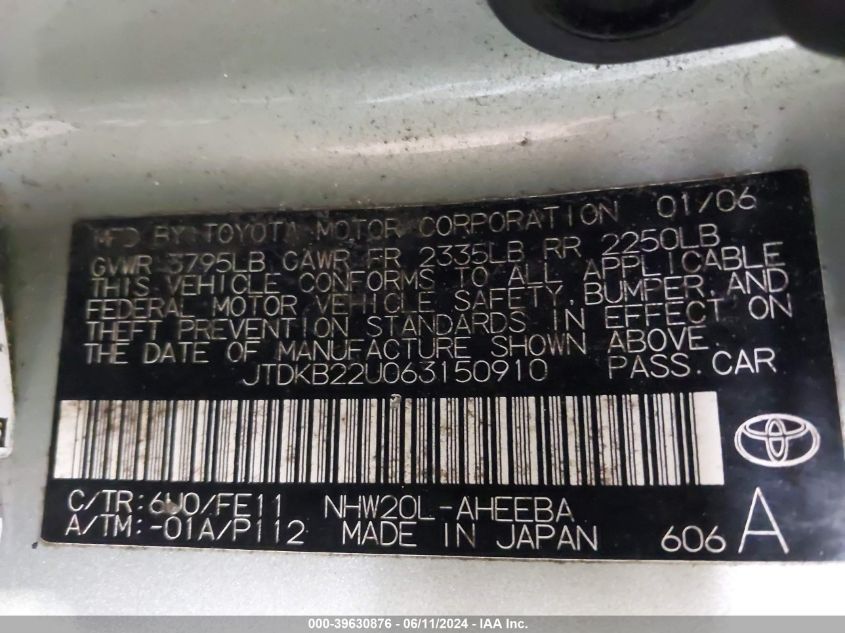 MFD BY TOYOTA MOTOR CORPORATION 01/06
GVWR 3795LB GAWR FR 2335LB RR 2250LB
THIS VEHICLE CONFORMS TO ALL APPLICABLE
FEDERAL MOTOR VEHICLE SAFETY, BUMPER, AND
THEFT PREVENTION STANDARDS IN EFFECT ON
THE DATE OF MANUFACTURE SHOWN ABOVE.
JTDKB22U063150910 PASS. CAR
C/TR: 6U0/FE11 NHW20L-AHEEBA
A/TM: -01A/P112 MADE IN JAPAN 606 A
000-39630876 - 06/11/2024 - IAA Inc.